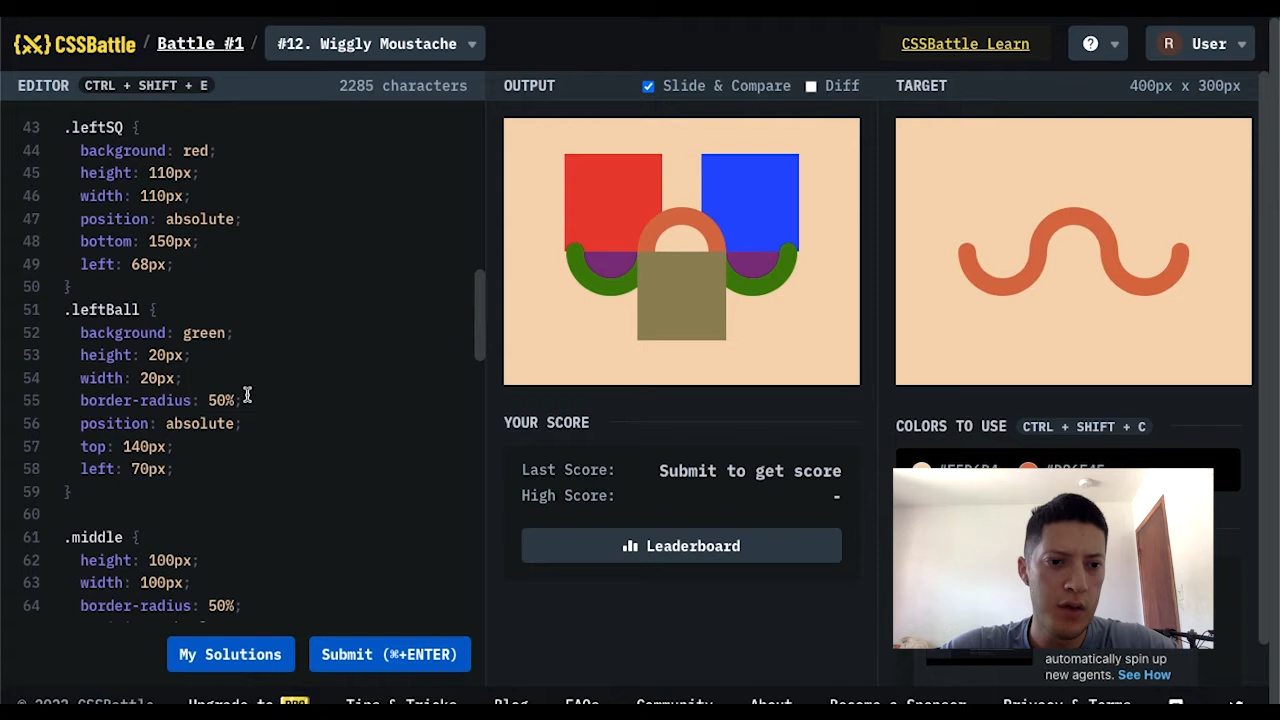 {X} CSSBattle / Battle #1 / #12. Wiggly Moustache
CSSBattle Learn
? R User
EDITOR CTRL + SHIFT + E 2285 characters
OUTPUT Slide & Compare Diff
TARGET 400px x 300px
43 .leftSQ {
44 background: red;
45 height: 110px;
46 width: 110px;
47 position: absolute;
48 bottom: 150px;
49 left: 68px;
50 }
51 .leftBall {
52 background: green;
53 height: 20px;
54 width: 20px;
55 border-radius: 50%;
56 position: absolute;
57 top: 140px;
58 left: 70px;
59 }
60
61 .middle {
62 height: 100px;
63 width: 100px;
64 border-radius: 50%;
My Solutions Submit (⌘+ENTER)
YOUR SCORE
Last Score: Submit to get score
High Score: -
Leaderboard
COLORS TO USE CTRL + SHIFT + C
automatically spin up
new agents. See How